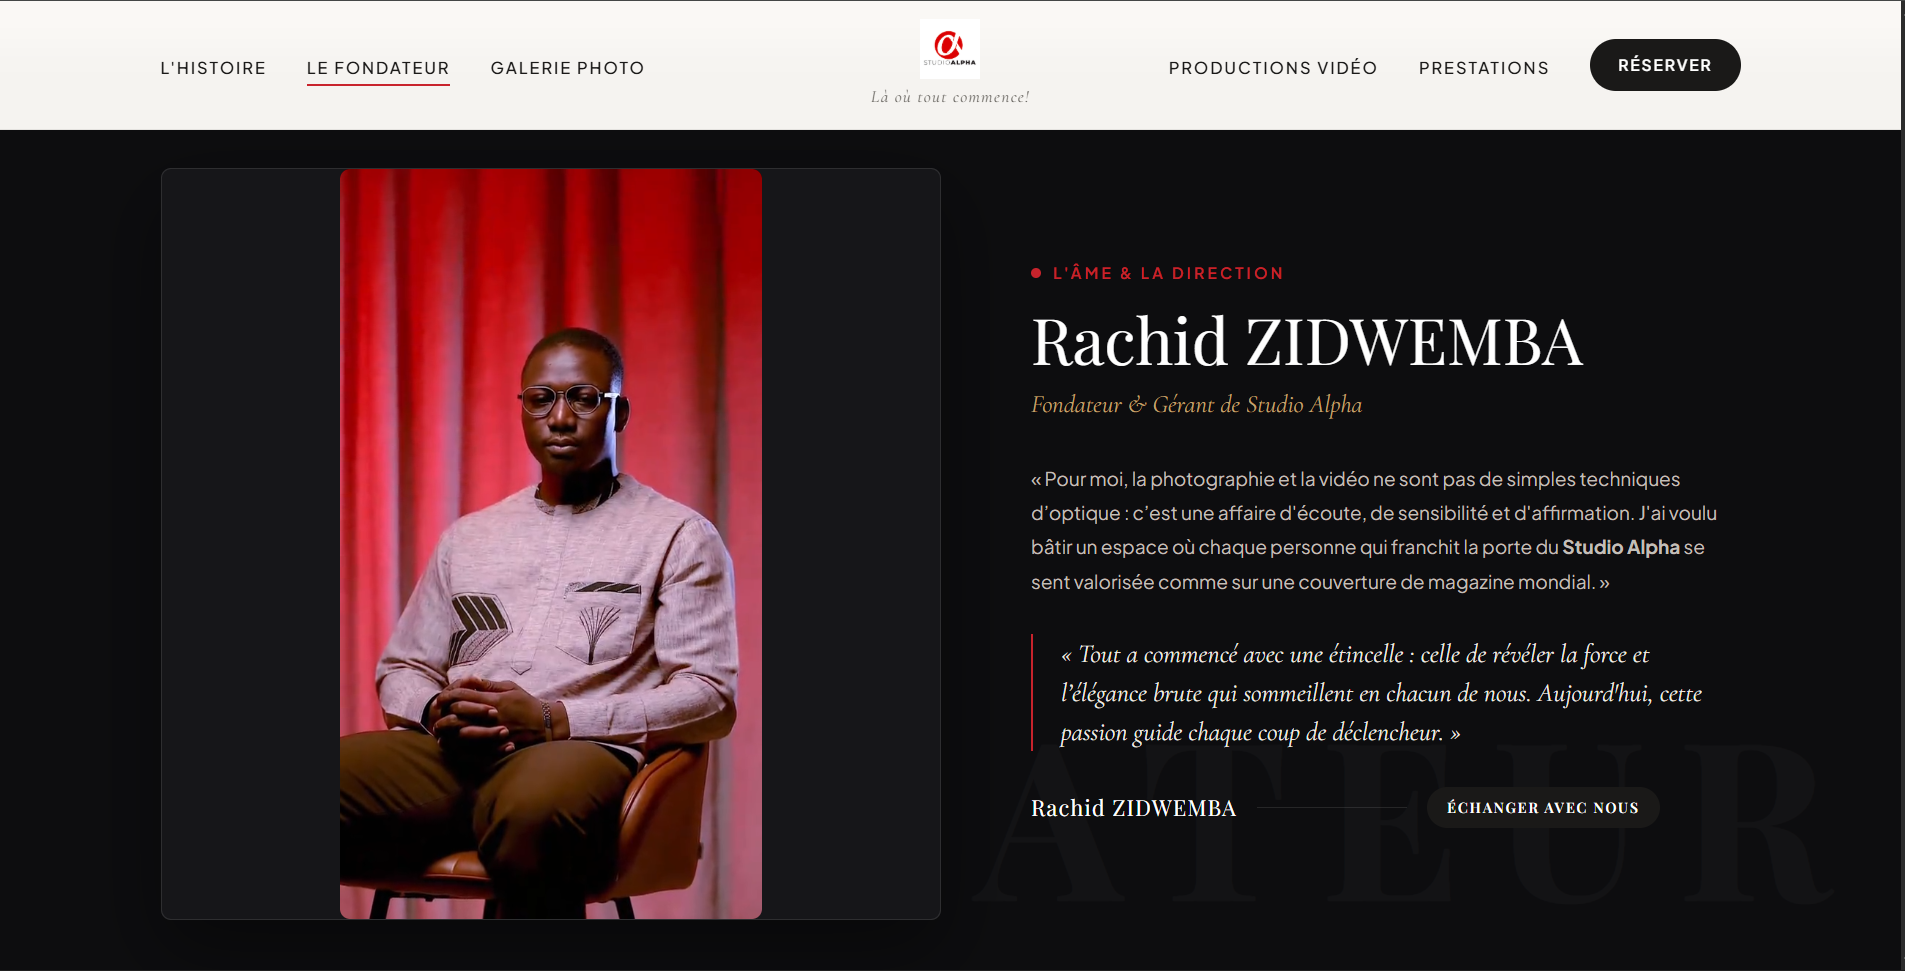 L'HISTOIRE
LE FONDATEUR
GALERIE PHOTO
STUDIOALPHA
Là où tout commence!
PRODUCTIONS VIDÉO
PRESTATIONS
RÉSERVER
L'ÂME & LA DIRECTION
Rachid ZIDWEMBA
Fondateur & Gérant de Studio Alpha
« Pour moi, la photographie et la vidéo ne sont pas de simples techniques
d’optique : c’est une affaire d'écoute, de sensibilité et d'affirmation. J'ai voulu
bâtir un espace où chaque personne qui franchit la porte du Studio Alpha se
sent valorisée comme sur une couverture de magazine mondial. »
« Tout a commencé avec une étincelle : celle de révéler la force et
l’élégance brute qui sommeillent en chacun de nous. Aujourd'hui, cette
passion guide chaque coup de déclencheur. »
Rachid ZIDWEMBA
ÉCHANGER AVEC NOUS
ATEUR